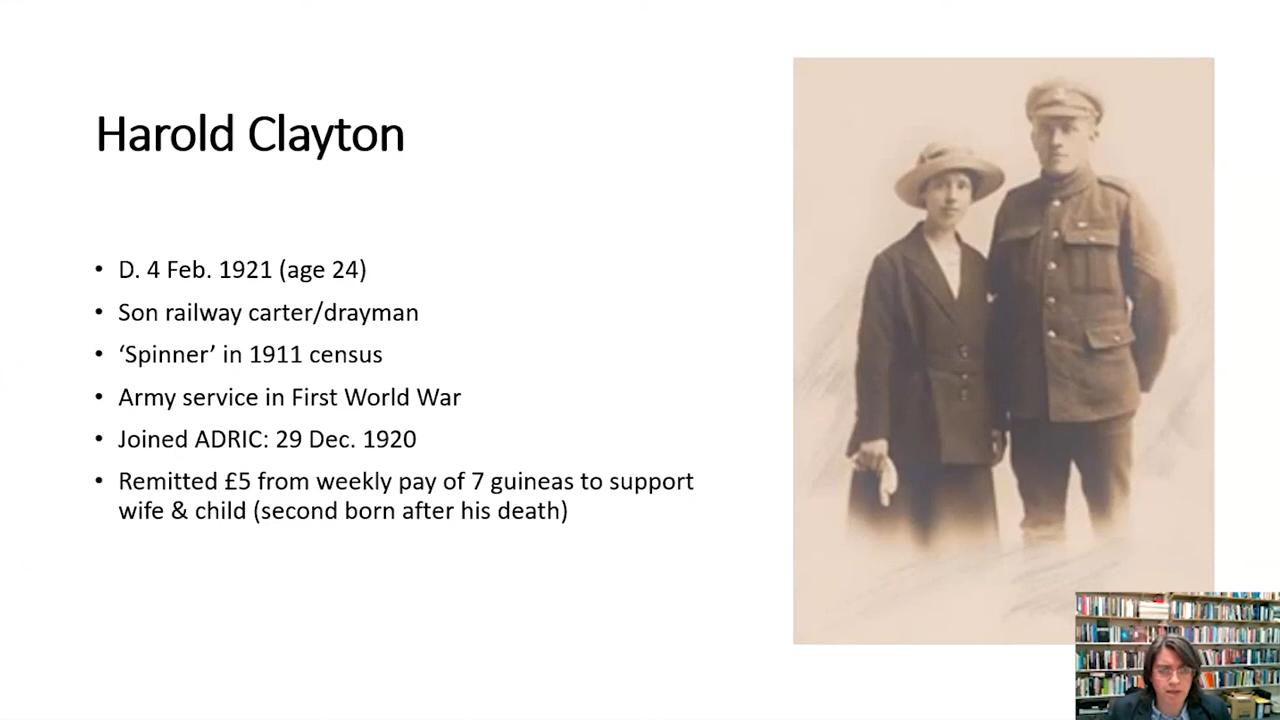 Harold Clayton
• D. 4 Feb. 1921 (age 24)
• Son railway carter/drayman
• ‘Spinner’ in 1911 census
• Army service in First World War
• Joined ADRIC: 29 Dec. 1920
• Remitted £5 from weekly pay of 7 guineas to support
wife & child (second born after his death)